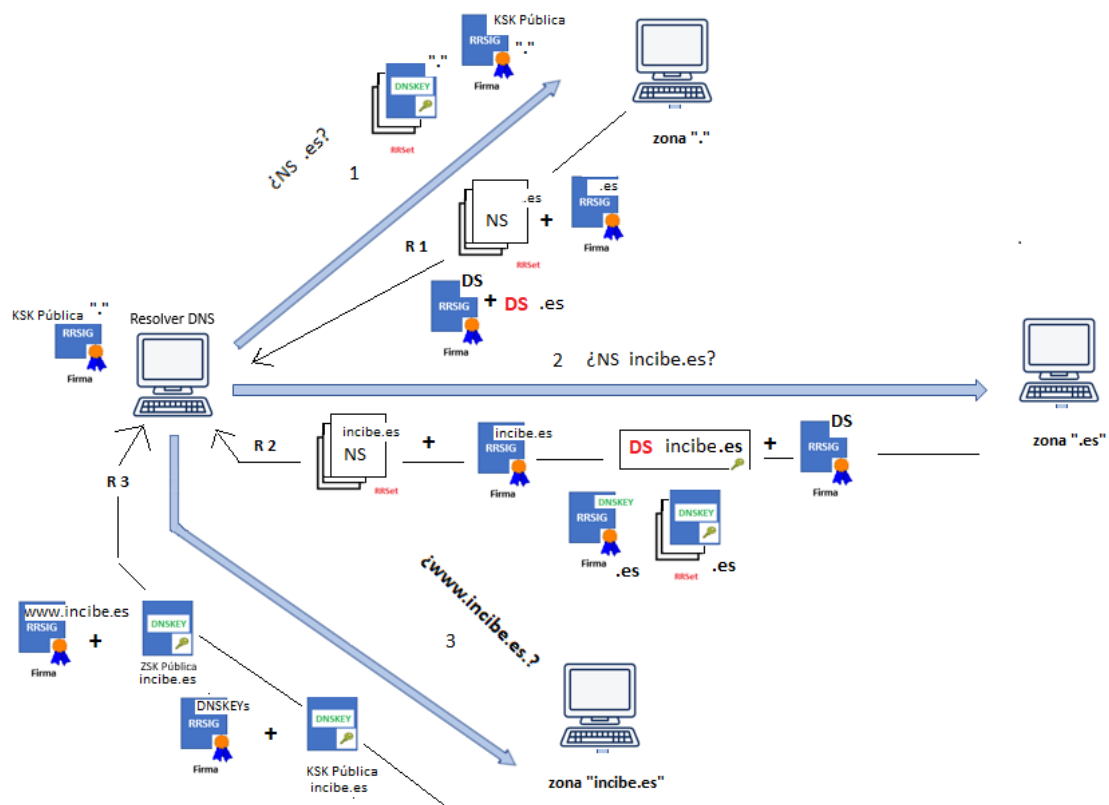 KSK Pública
RRSIG
"."
Firma
"."
DNSKEY
RRSet
zona "."
¿NS .es?
1
.es
NS
RRSet
+
.es
Firma
R 1
DS
RRSIG
Firma
+
DS .es
KSK Pública "."
RRSIG
Firma
Resolver DNS
2 ¿NS incibe.es?
zona ".es"
R 2
incibe.es
NS
RRSet
+
incibe.es
RRSIG
Firma
DS incibe.es
+
DS
RRSIG
Firma
DNSKEY
RRSIG
Firma
.es
DNSKEY
RRSet
.es
R 3
¿www.incibe.es.?
3
www.incibe.es
RRSIG
Firma
+
DNSKEY
ZSK Pública
incibe.es
DNSKEYs
RRSIG
Firma
+
DNSKEY
KSK Pública
incibe.es
zona "incibe.es"